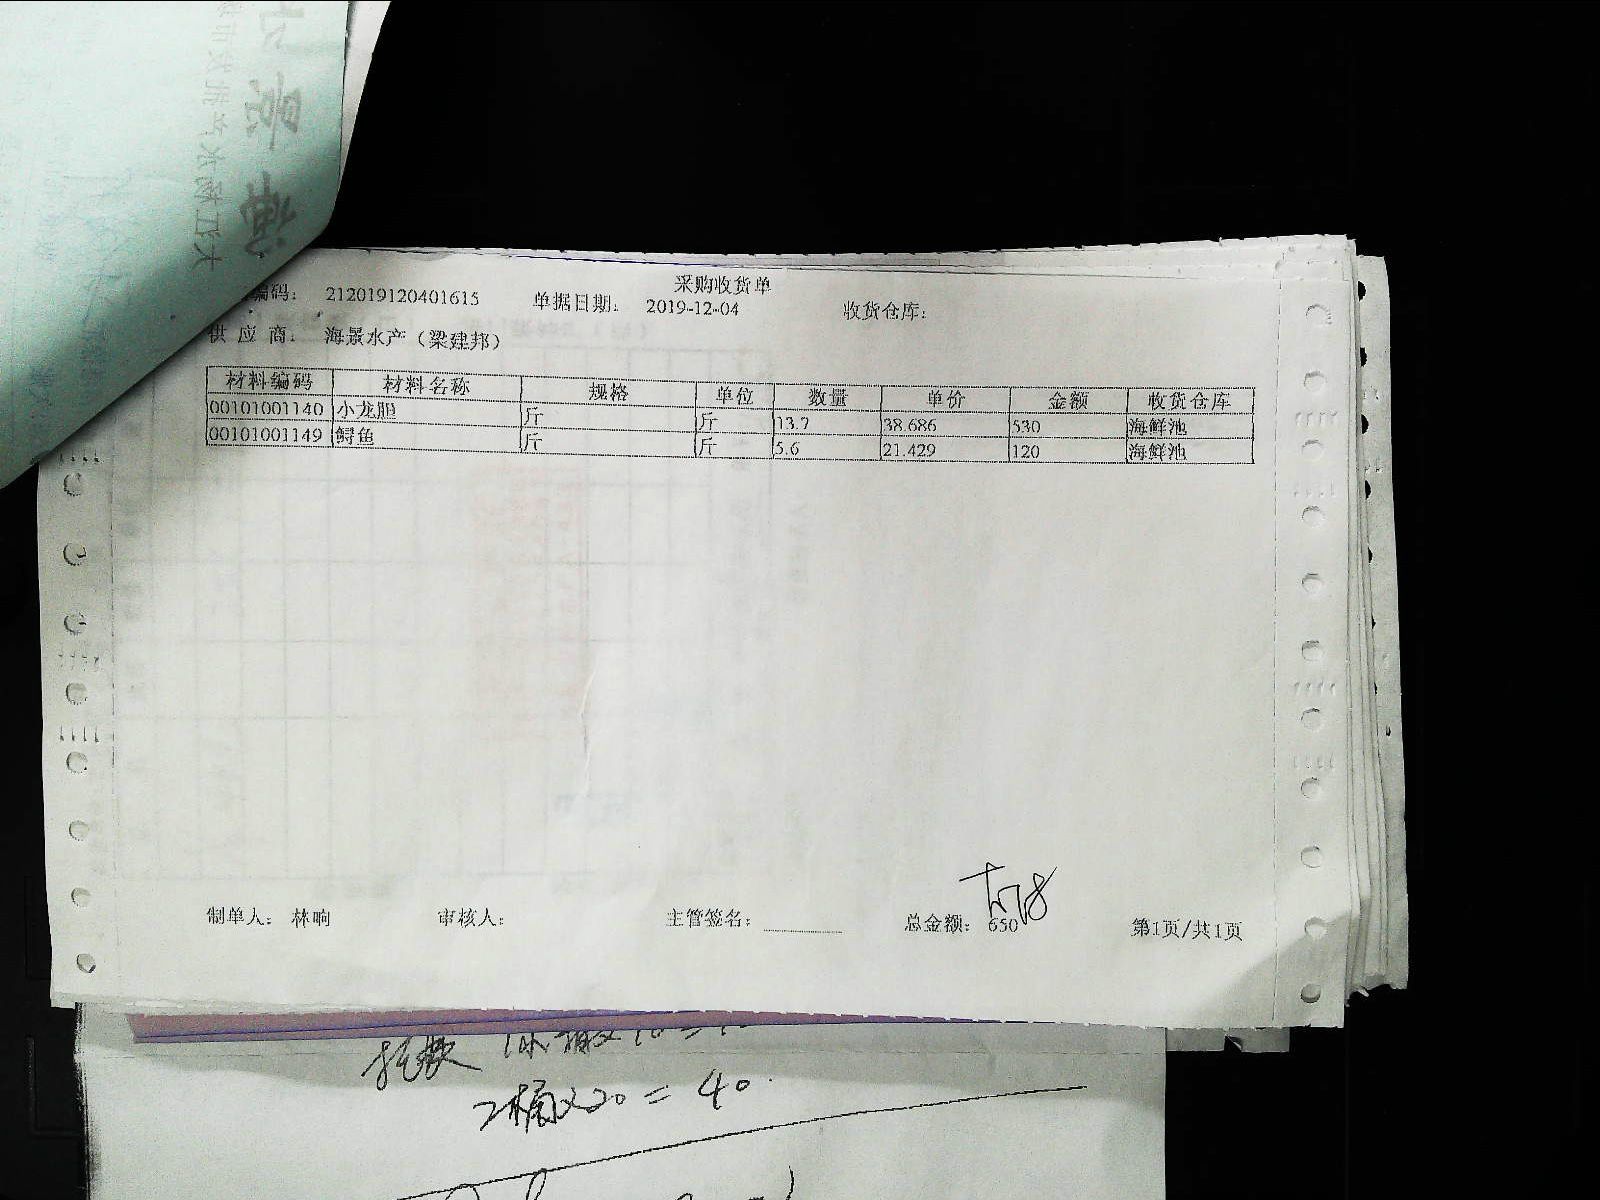 采购收货单
编码： 212019120401615 单据日期： 2019-12-04 收货仓库：
供 应 商： 海景水产（梁建邦）
材料编码 材料名称 规格 单位 数量 单价 金额 收货仓库
00101001140 小龙胆 斤 斤 13.7 38.686 530 海鲜池
00101001149 鲟鱼 斤 斤 5.6 21.429 120 海鲜池
制单人： 林响 审核人： 主管签名： 总金额： 650 第1页/共1页
2桶×20 = 40